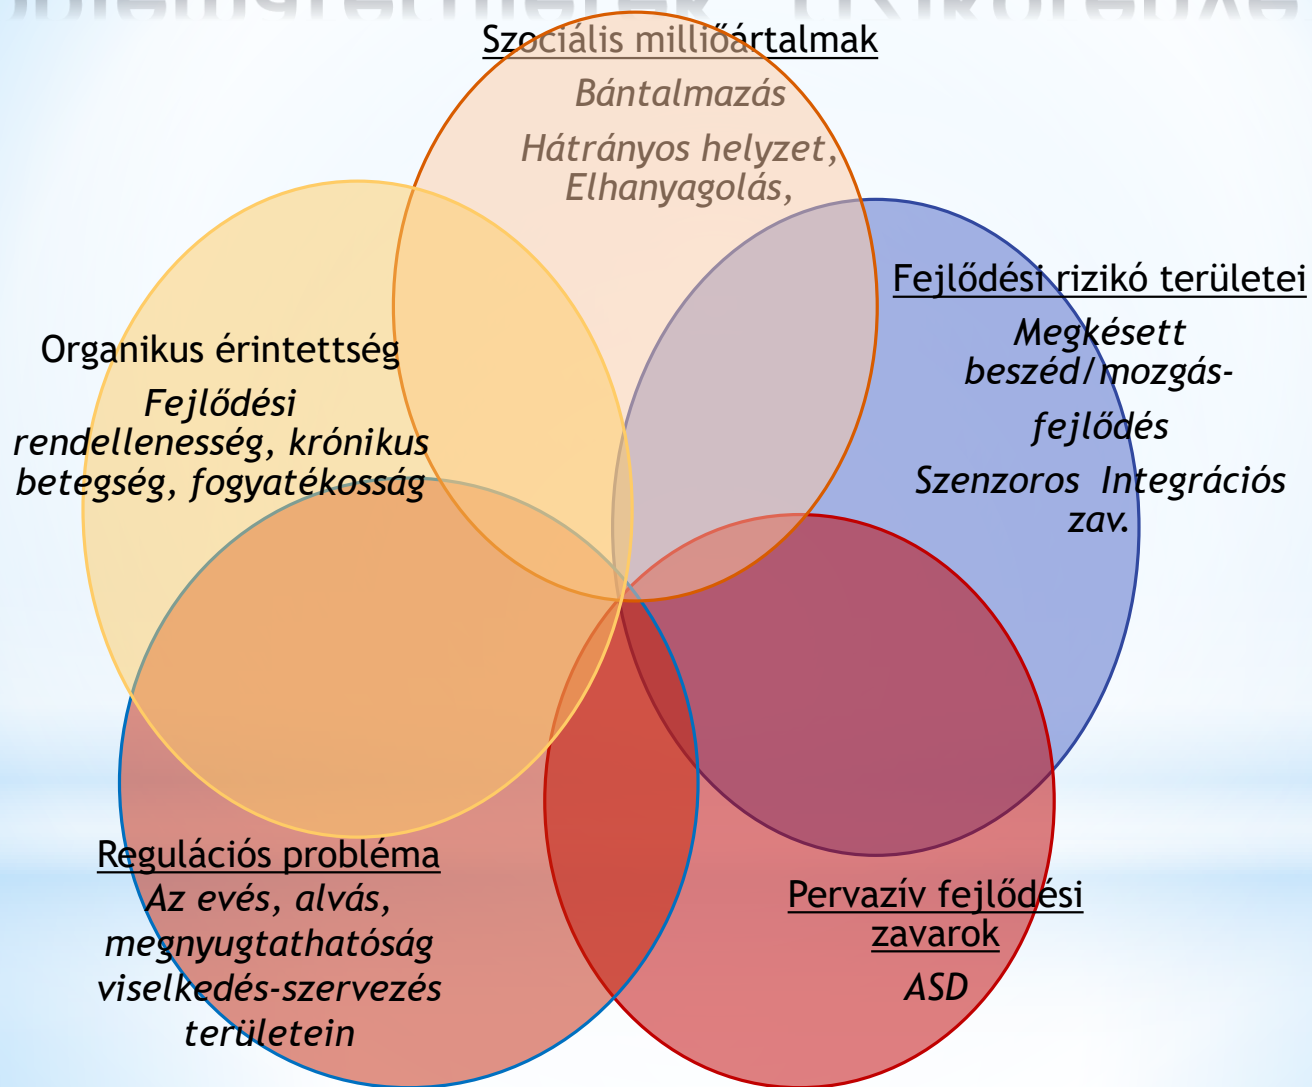 Szociális millióártalmak
Bántalmazás
Hátrányos helyzet,
Elhanyagolás,
Fejlődési rizikó területei
Megkésett
beszéd/mozgás-
fejlődés
Szenzoros Integrációs
zav.
Organikus érintettség
Fejlődési
rendellenesség, krónikus
betegség, fogyatékosság
Regulációs probléma
Az evés, alvás,
megnyugtathatóság
viselkedés-szervezés
területein
Pervazív fejlődési
zavarok
ASD